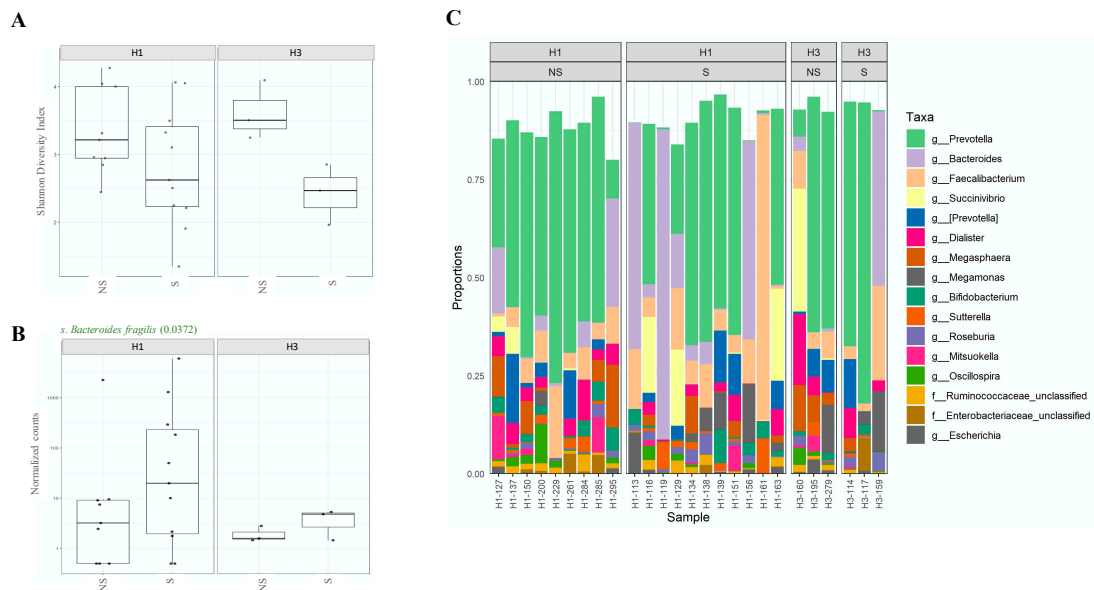 A
H1 H3
Shannon Diversity Index
4
3
2
NS S NS S
B
s. Bacteroides fragilis (0.0372)
H1 H3
Normalized counts
1000
100
10
1
NS S NS S
C
H1 H1 H3 H3
NS S NS S
Proportions
1.00
0.75
0.50
0.25
0.00
H1-127 H1-137 H1-150 H1-200 H1-229 H1-261 H1-284 H1-285 H1-295 H1-113 H1-116 H1-119 H1-129 H1-134 H1-138 H1-139 H1-151 H1-156 H1-161 H1-163 H3-160 H3-195 H3-279 H3-114 H3-117 H3-159
Sample
Taxa
g__Prevotella
g__Bacteroides
g__Faecalibacterium
g__Succinivibrio
g__[Prevotella]
g__Dialister
g__Megasphaera
g__Megamonas
g__Bifidobacterium
g__Sutterella
g__Roseburia
g__Mitsuokella
g__Oscillospira
f__Ruminococcaceae_unclassified
f__Enterobacteriaceae_unclassified
g__Escherichia